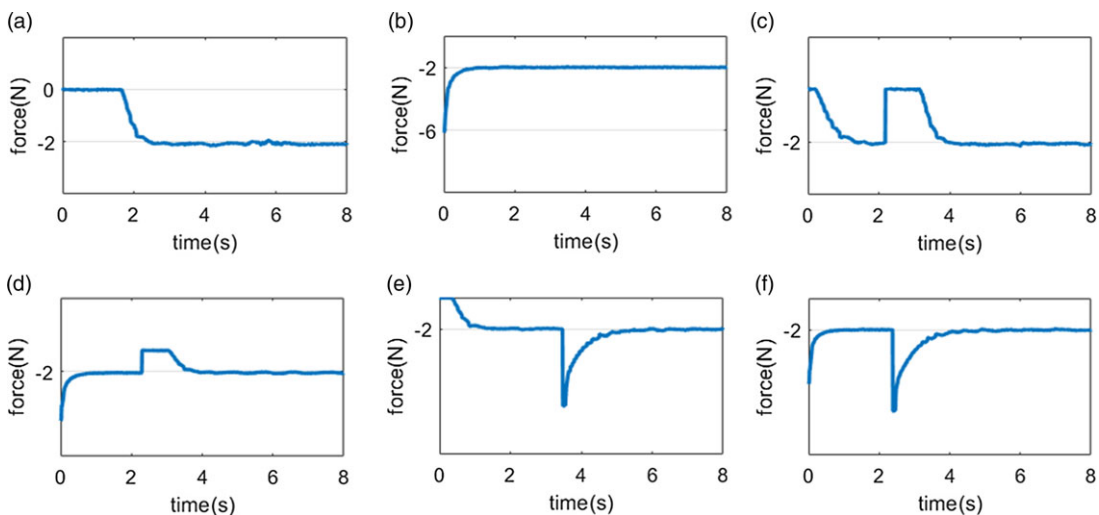 (a)
force(N)
0
-2
0 2 4 6 8
time(s)
(b)
force(N)
-2
-6
0 2 4 6 8
time(s)
(c)
force(N)
-2
0 2 4 6 8
time(s)
(d)
force(N)
-2
0 2 4 6 8
time(s)
(e)
force(N)
-2
0 2 4 6 8
time(s)
(f)
force(N)
-2
0 2 4 6 8
time(s)